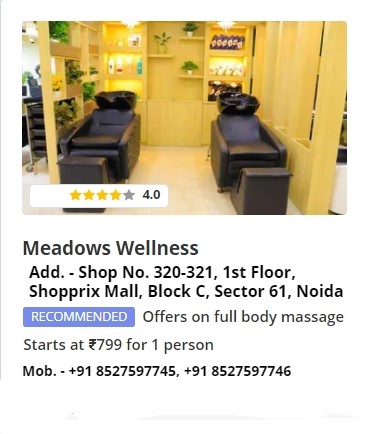 4.0
Meadows Wellness
Add. - Shop No. 320-321, 1st Floor,
Shopprix Mall, Block C, Sector 61, Noida
RECOMMENDED Offers on full body massage
Starts at ₹799 for 1 person
Mob. - +91 8527597745, +91 8527597746